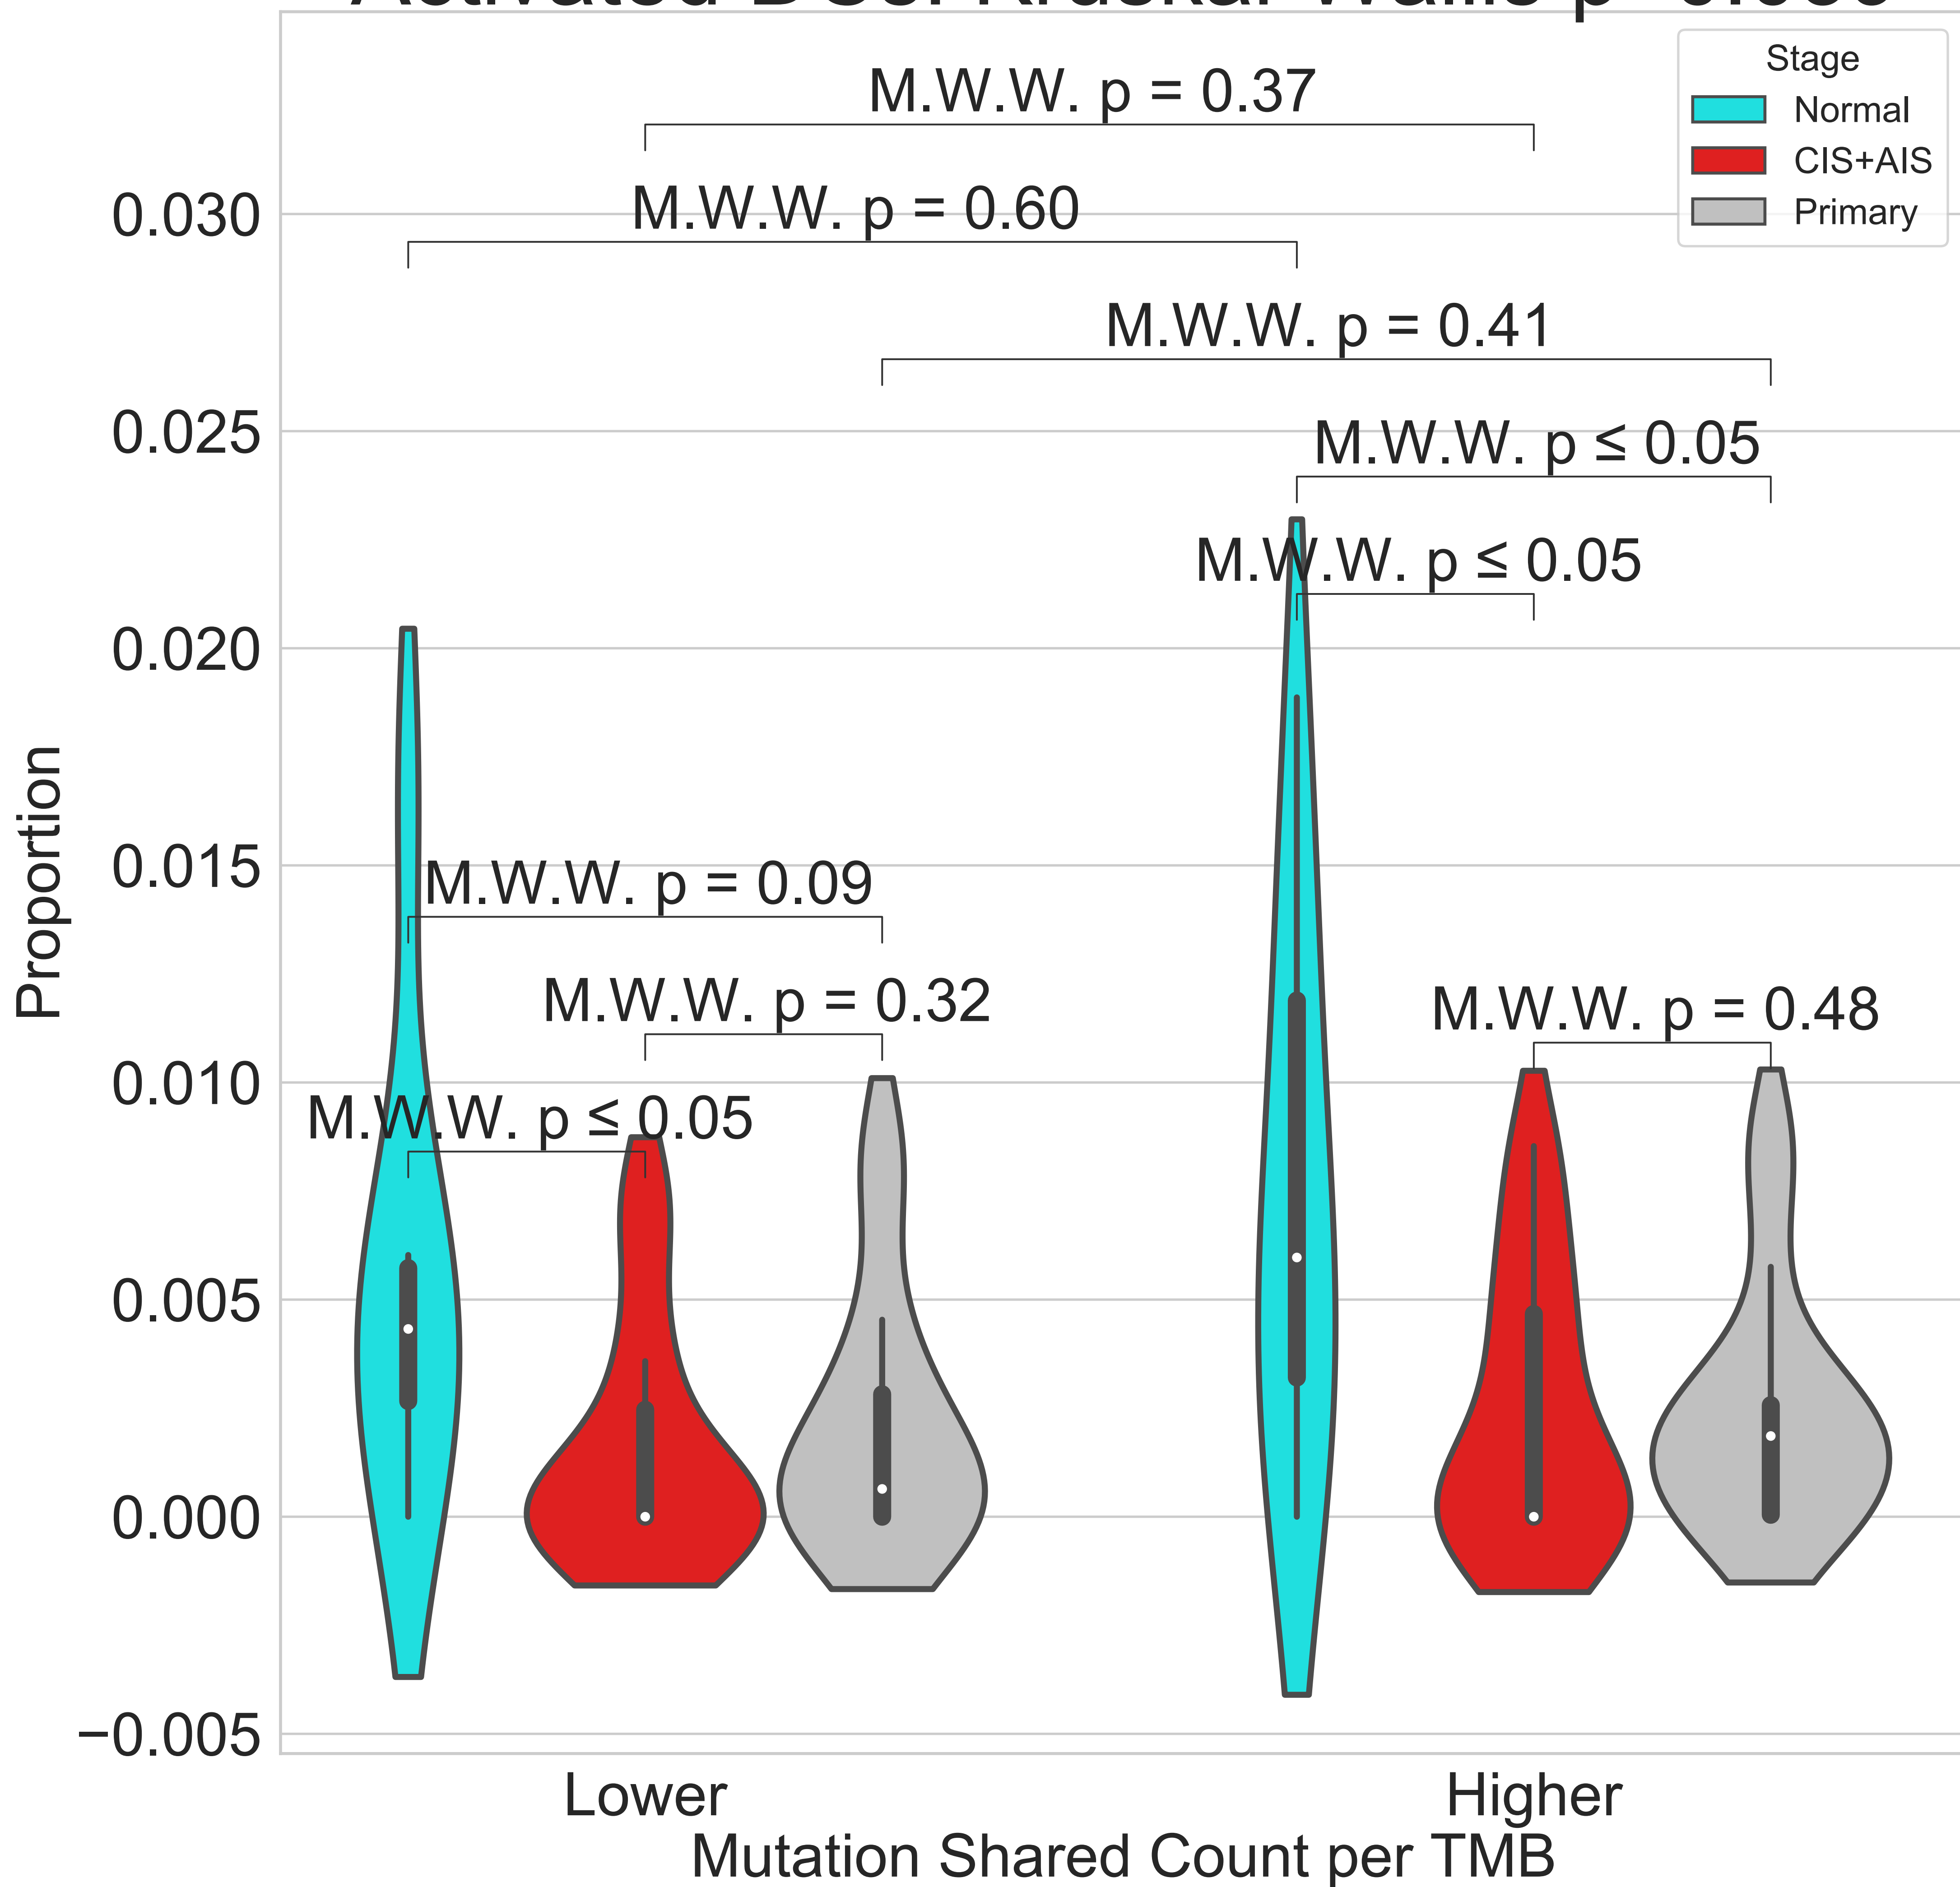 Stage
Normal
CIS+AIS
Primary
M.W.W. p = 0.37
M.W.W. p = 0.60
M.W.W. p = 0.41
M.W.W. p ≤ 0.05
M.W.W. p ≤ 0.05
M.W.W. p = 0.09
M.W.W. p = 0.32
M.W.W. p = 0.48
M.W.W. p ≤ 0.05
0.030
0.025
0.020
0.015
0.010
0.005
0.000
−0.005
Proportion
Lower
Higher
Mutation Shared Count per TMB